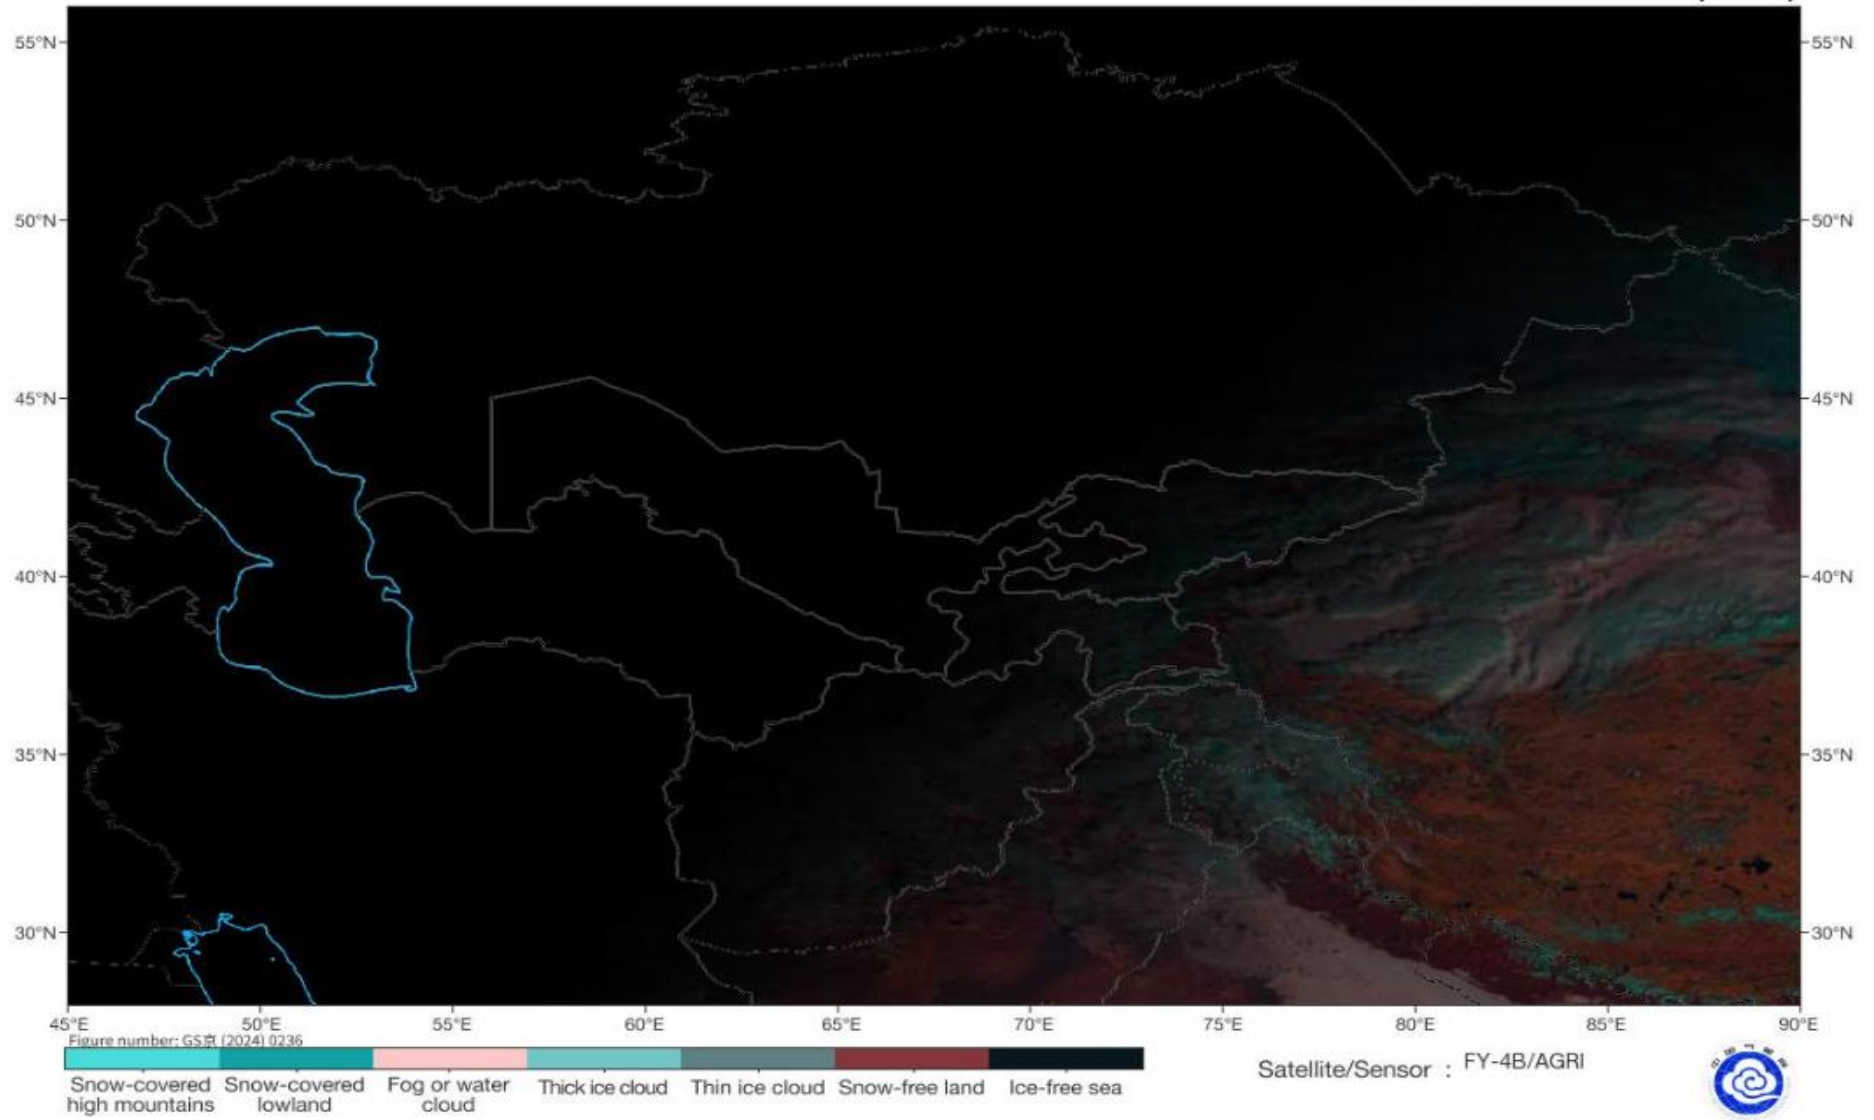 55°N 55°N
50°N 50°N
45°N 45°N
40°N 40°N
35°N 35°N
30°N 30°N
45°E 50°E 55°E 60°E 65°E 70°E 75°E 80°E 85°E 90°E
Figure number: GS京 (2024) 0236
Snow-covered high mountains
Snow-covered lowland
Fog or water cloud
Thick ice cloud
Thin ice cloud
Snow-free land
Ice-free sea
Satellite/Sensor : FY-4B/AGRI